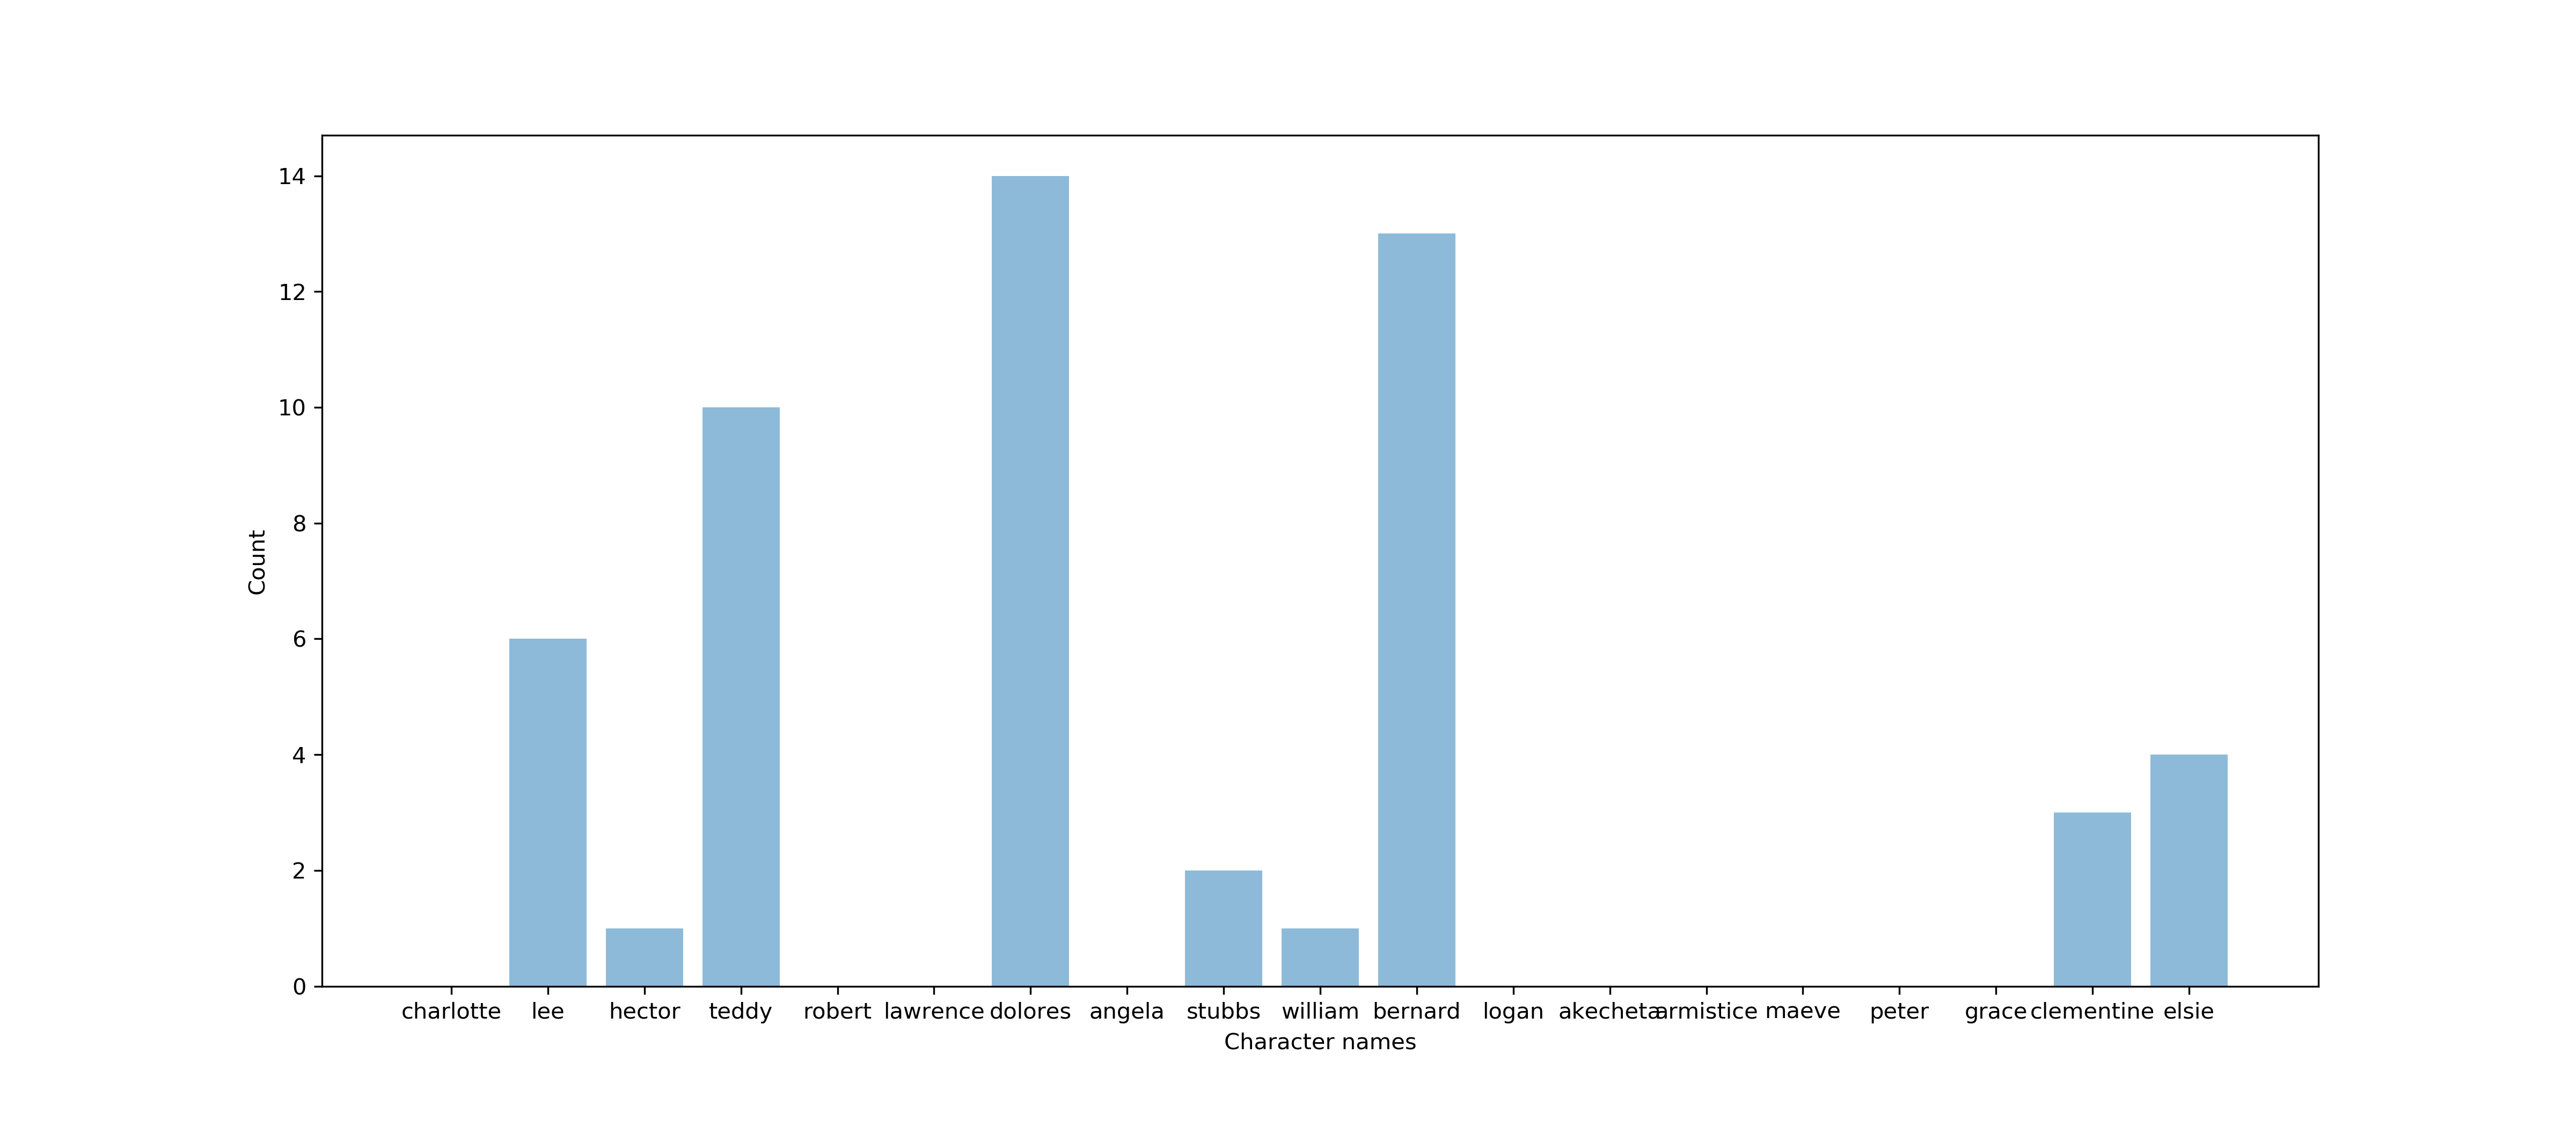 14
12
10
8
6
4
2
0
Count
charlotte lee hector teddy robert lawrence dolores angela stubbs william bernard logan akecheta armistice maeve peter grace clementine elsie
Character names